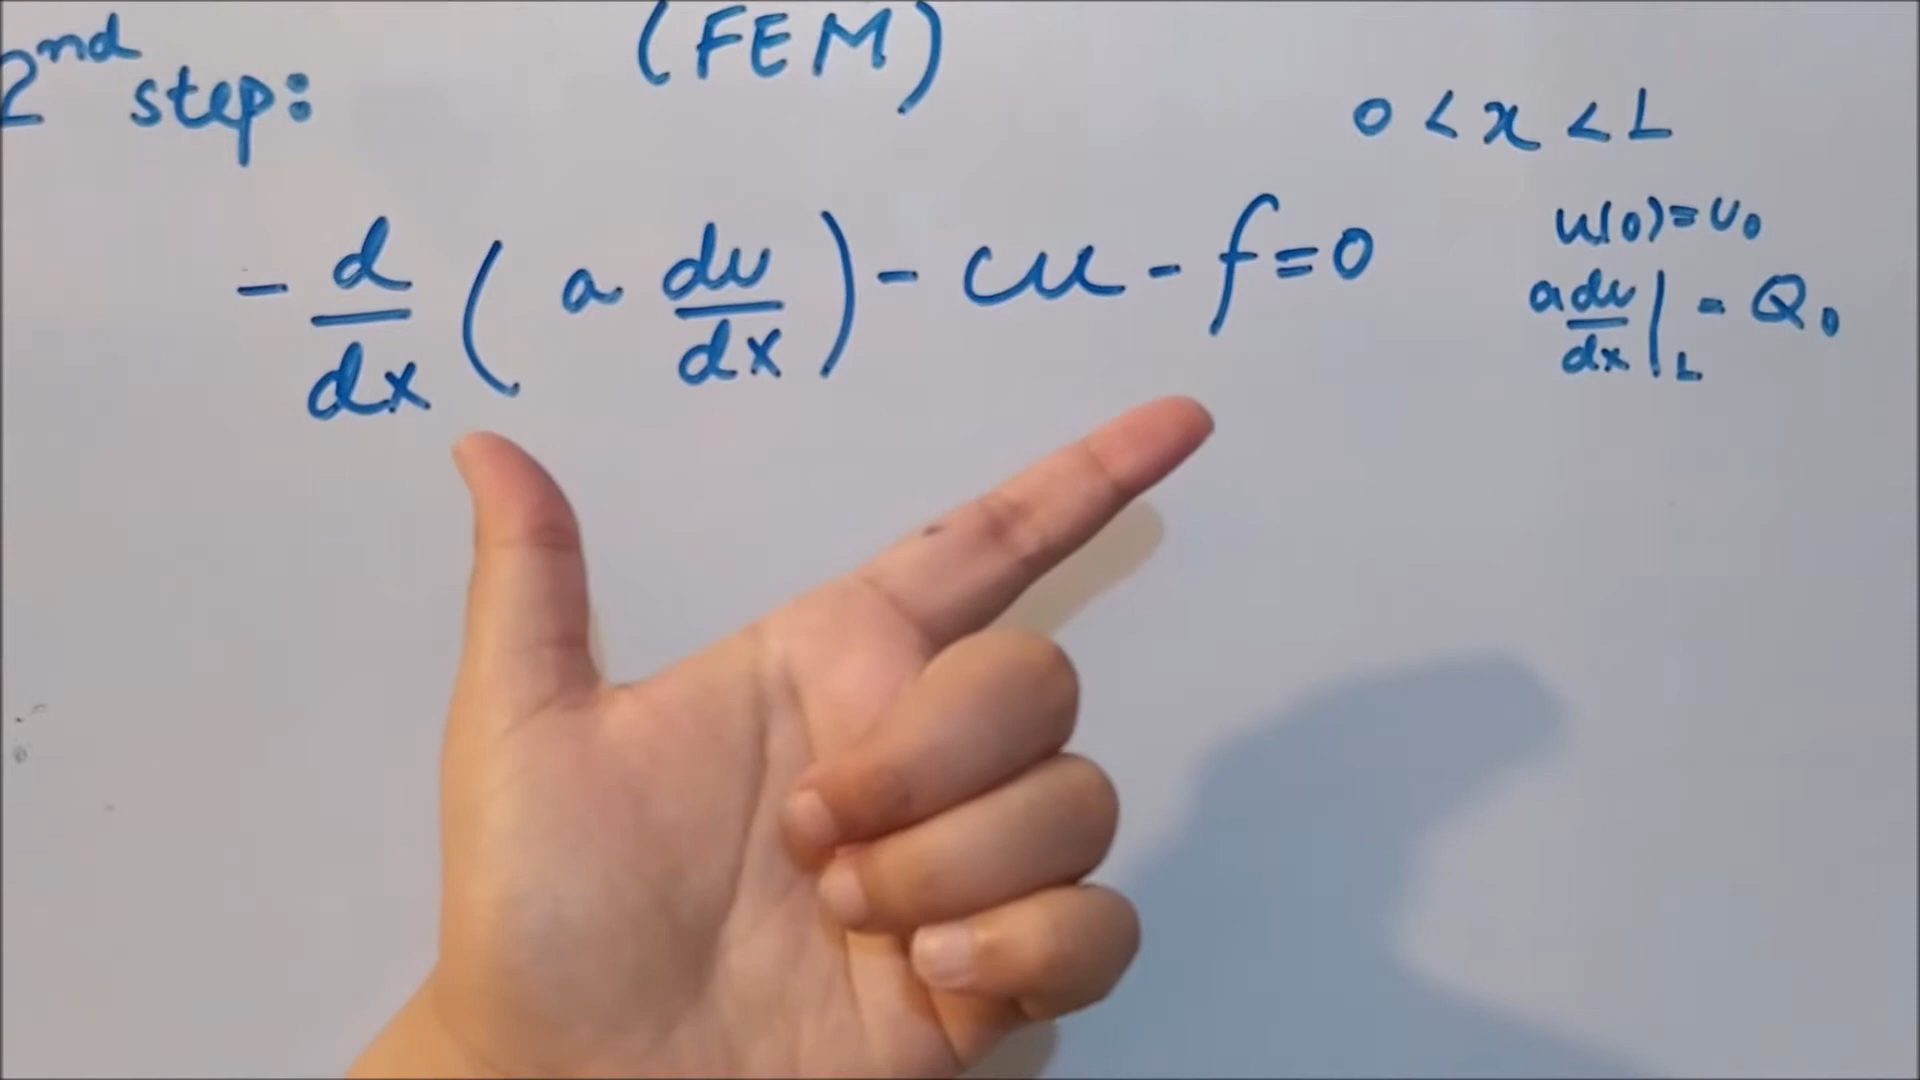 (FEM)
2nd step:
0 < x < L
- d/dx ( a du/dx ) - cu - f = 0
u(0) = u₀
a du/dx |L = Q₀